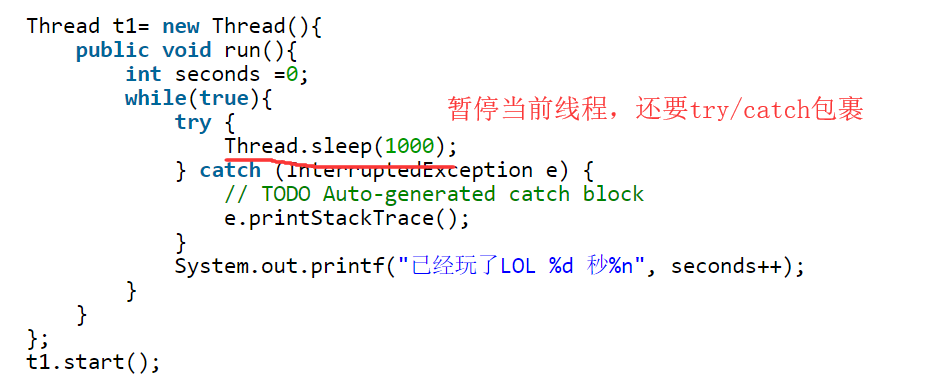 Thread t1= new Thread(){
    public void run(){
        int seconds =0;
        while(true){
            try {
                Thread.sleep(1000);
            } catch (InterruptedException e) {
                // TODO Auto-generated catch block
                e.printStackTrace();
            }
            System.out.printf("已经玩了LOL %d 秒%n", seconds++);
        }
    }
};
t1.start();
暂停当前线程，还要try/catch包裹